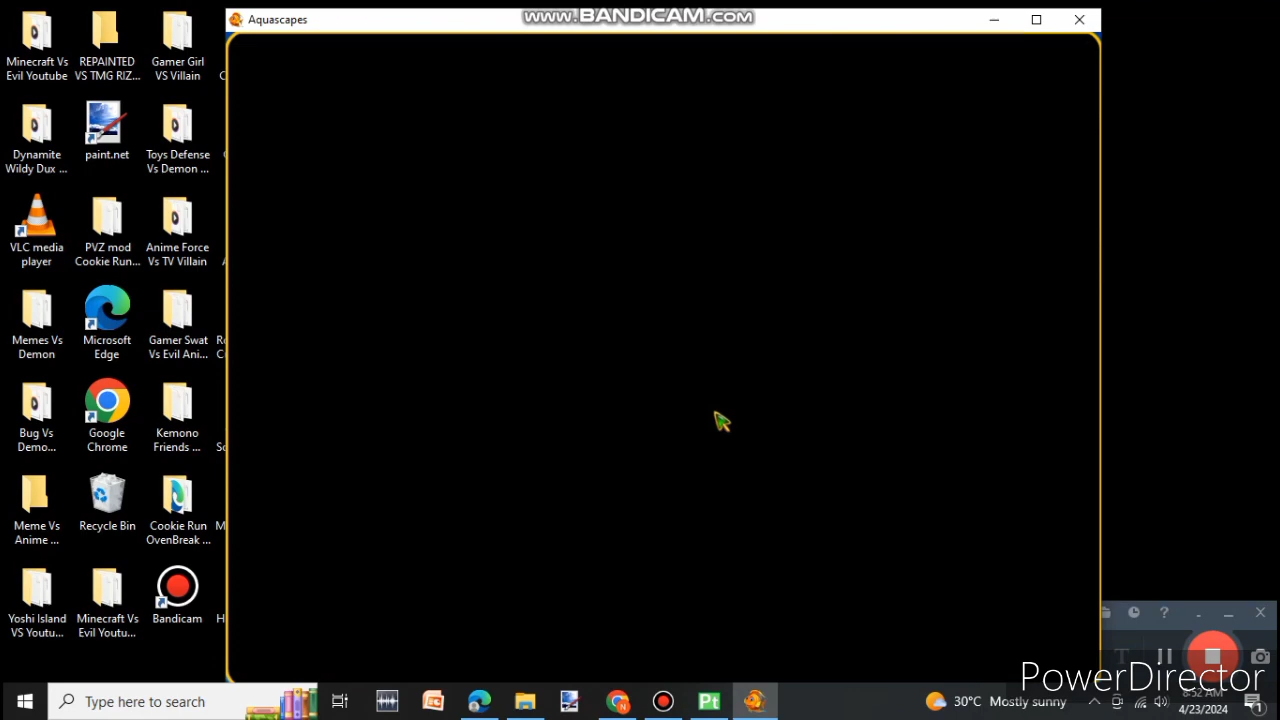 Aquascapes
WWW.BANDICAM.COM
Minecraft Vs
Evil Youtube
REPAINTED
VS TMG RIZ...
Gamer Girl
VS Villain
Dynamite
Wildy Dux ...
paint.net
Toys Defense
Vs Demon ...
VLC media
player
PVZ mod
Cookie Run...
Anime Force
Vs TV Villain
Memes Vs
Demon
Microsoft
Edge
Gamer Swat
Vs Evil Ani...
Bug Vs
Demo...
Google
Chrome
Kemono
Friends ...
Meme Vs
Anime ...
Recycle Bin
Cookie Run
OvenBreak ...
Yoshi Island
VS Youtu...
Minecraft Vs
Evil Youtu...
Bandicam
PowerDirector
Type here to search
Pt
30°C Mostly sunny
6:52 AM
4/23/2024